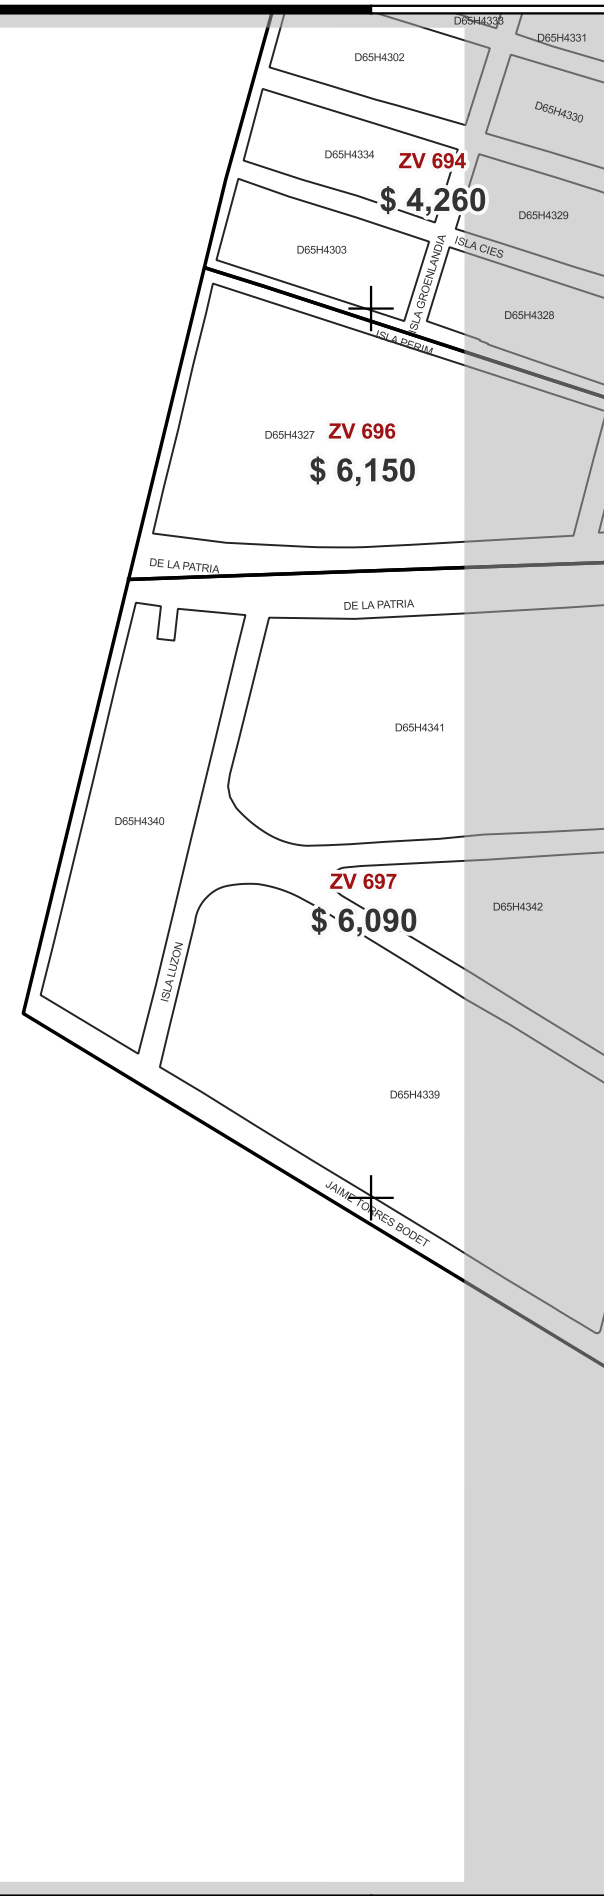 D65H4333
D65H4331
D65H4302
D65H4330
D65H4334
ZV 694
$ 4,260
D65H4329
ISLA CIES
D65H4303
ISLA GROENLANDIA
D65H4328
ISLA PERIM
D65H4327
ZV 696
$ 6,150
DE LA PATRIA
DE LA PATRIA
D65H4341
D65H4340
ZV 697
$ 6,090
D65H4342
ISLA LUZON
D65H4339
JAIME TORRES BODET